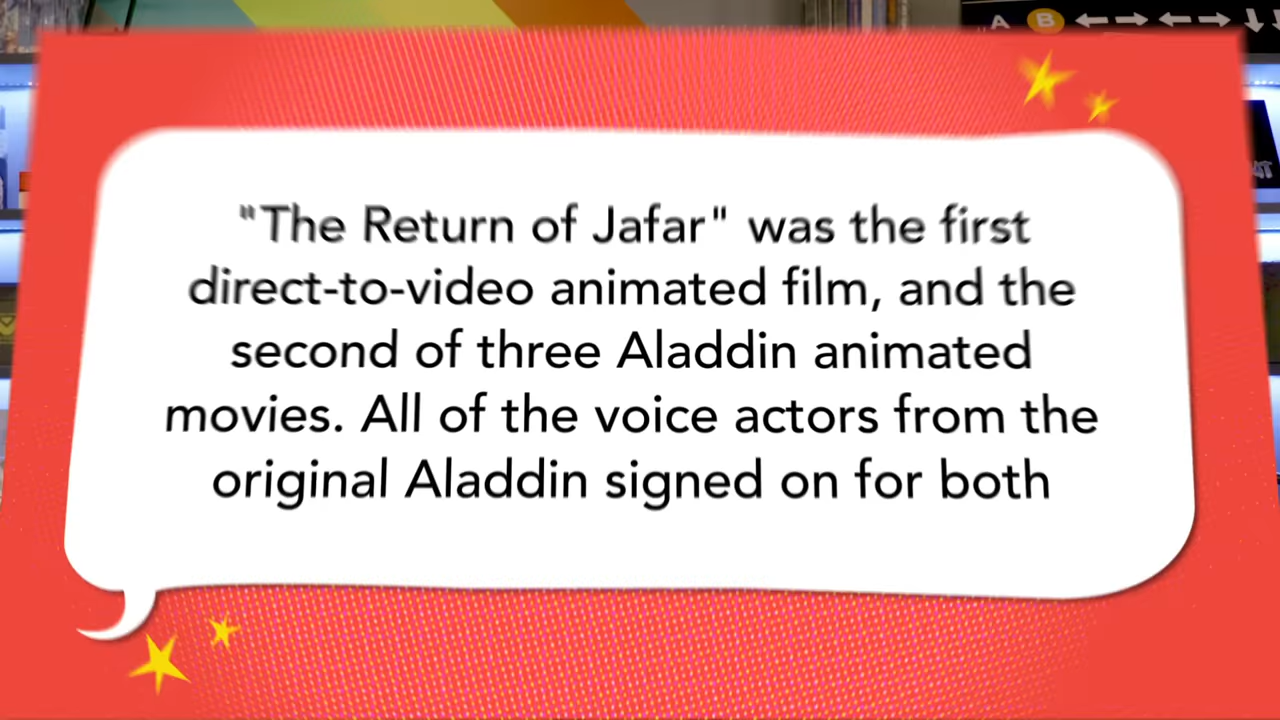 A B
"The Return of Jafar" was the first
direct-to-video animated film, and the
second of three Aladdin animated
movies. All of the voice actors from the
original Aladdin signed on for both